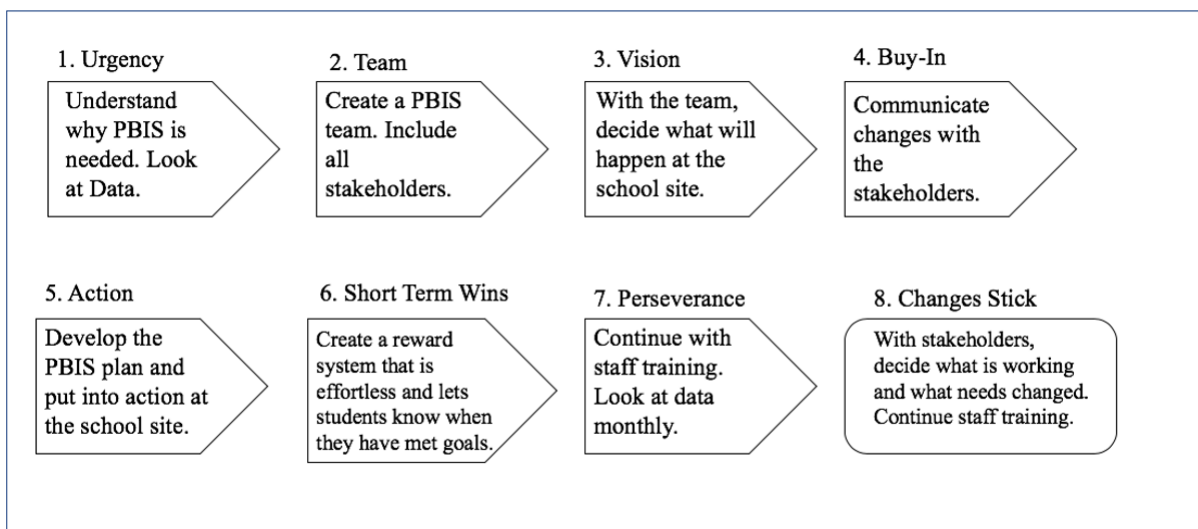 1. Urgency
Understand
why PBIS is
needed. Look
at Data.
2. Team
Create a PBIS
team. Include
all
stakeholders.
3. Vision
With the team,
decide what will
happen at the
school site.
4. Buy-In
Communicate
changes with
the
stakeholders.
5. Action
Develop the
PBIS plan and
put into action at
the school site.
6. Short Term Wins
Create a reward
system that is
effortless and lets
students know when
they have met goals.
7. Perseverance
Continue with
staff training.
Look at data
monthly.
8. Changes Stick
With stakeholders,
decide what is working
and what needs changed.
Continue staff training.